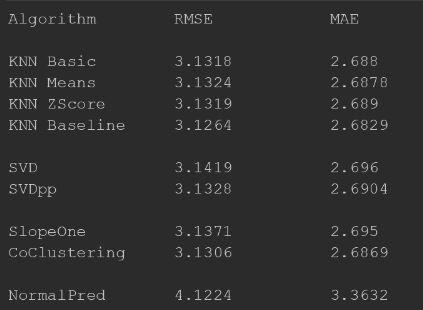 Algorithm RMSE MAE
KNN Basic 3.1318 2.688
KNN Means 3.1324 2.6878
KNN ZScore 3.1319 2.689
KNN Baseline 3.1264 2.6829
SVD 3.1419 2.696
SVDpp 3.1328 2.6904
SlopeOne 3.1371 2.695
CoClustering 3.1306 2.6869
NormalPred 4.1224 3.3632